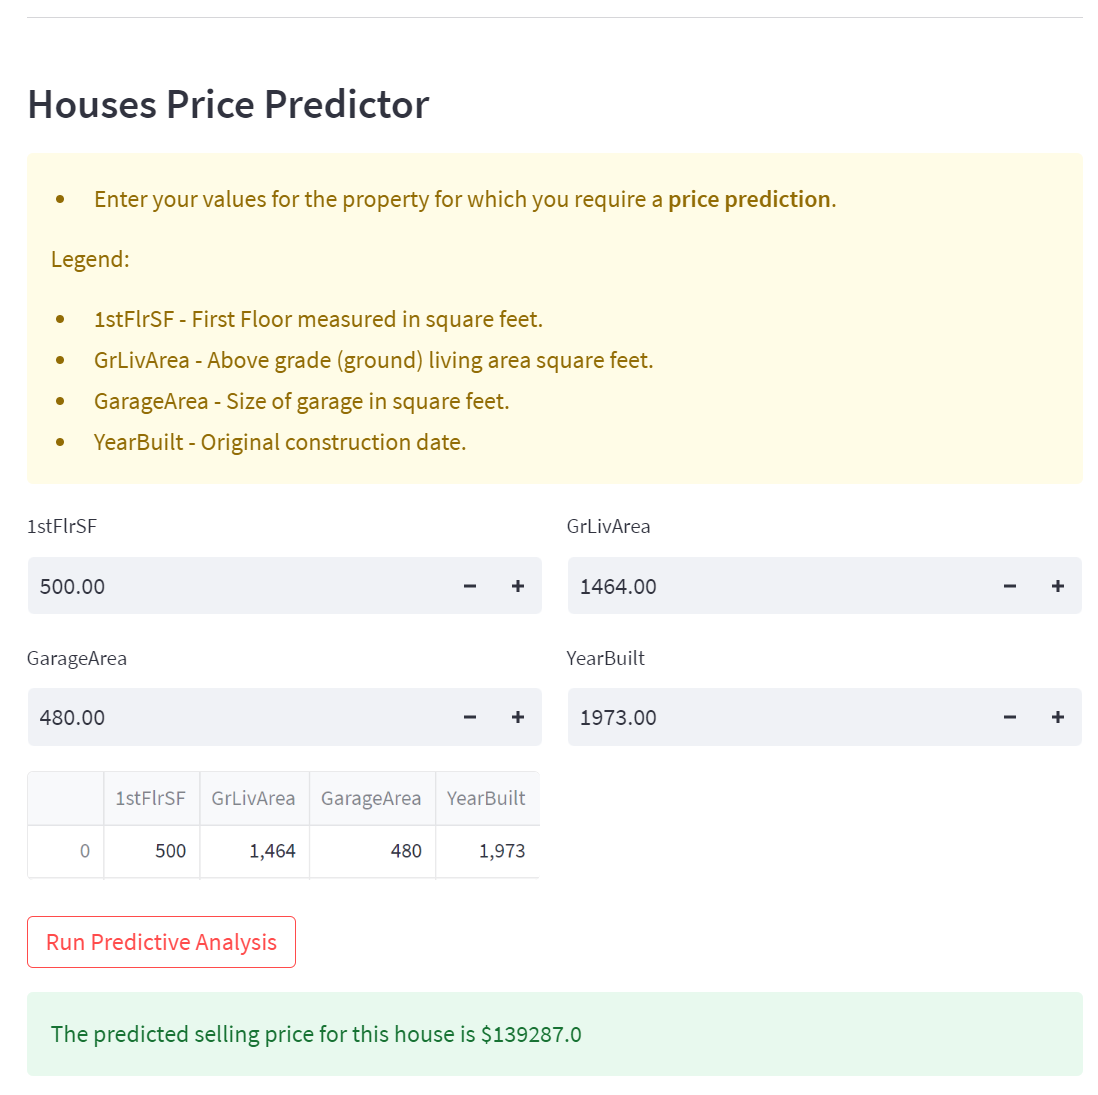 Houses Price Predictor
Enter your values for the property for which you require a price prediction.
Legend:
1stFlrSF - First Floor measured in square feet.
GrLivArea - Above grade (ground) living area square feet.
GarageArea - Size of garage in square feet.
YearBuilt - Original construction date.
1stFlrSF GrLivArea
500.00 1464.00
GarageArea YearBuilt
480.00 1973.00
1stFlrSF GrLivArea GarageArea YearBuilt
0 500 1,464 480 1,973
Run Predictive Analysis
The predicted selling price for this house is $139287.0